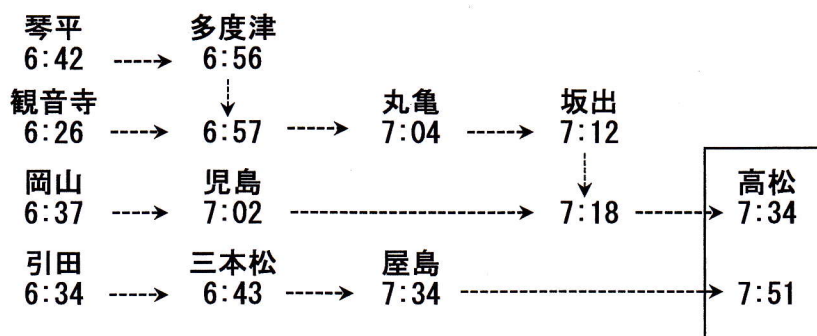 琴平 多度津
6:42 ----> 6:56
観音寺 丸亀 坂出
6:26 ----> 6:57 ----> 7:04 ----> 7:12
岡山 児島 高松
6:37 ----> 7:02 ----> 7:18 ----> 7:34
引田 三本松 屋島
6:34 ----> 6:43 ----> 7:34 ----> 7:51